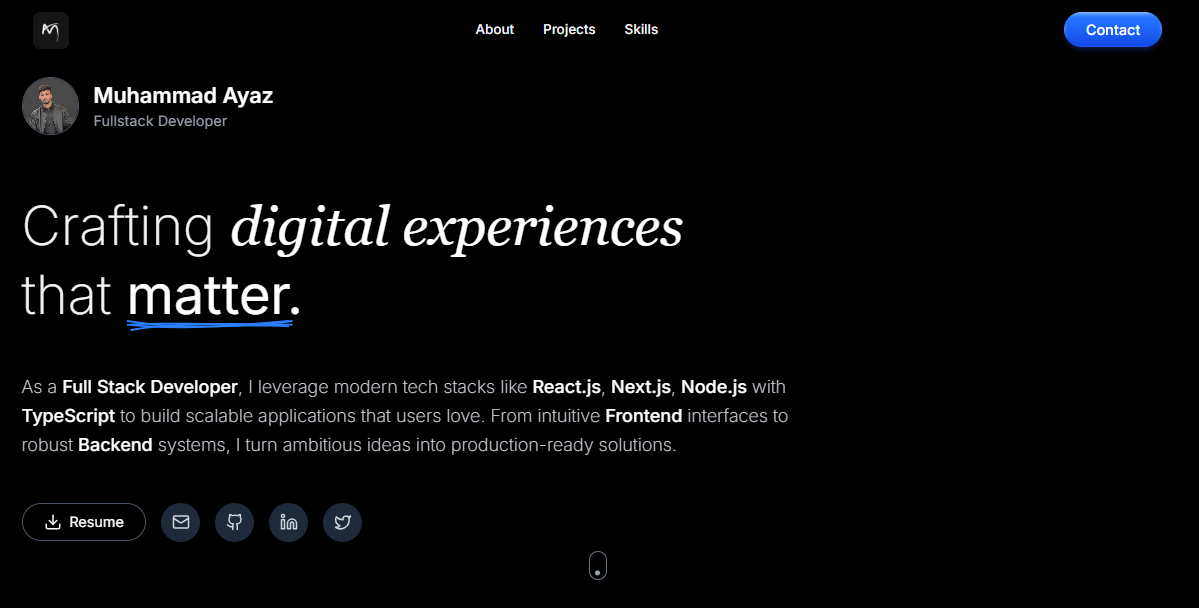 About Projects Skills Contact
Muhammad Ayaz
Fullstack Developer
Crafting digital experiences
that matter.
As a Full Stack Developer, I leverage modern tech stacks like React.js, Next.js, Node.js with
TypeScript to build scalable applications that users love. From intuitive Frontend interfaces to
robust Backend systems, I turn ambitious ideas into production-ready solutions.
Resume